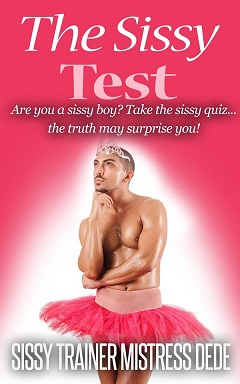 The Sissy
Test
Are you a sissy boy? Take the sissy quiz...
the truth may surprise you!
SISSY TRAINER MISTRESS DEDE